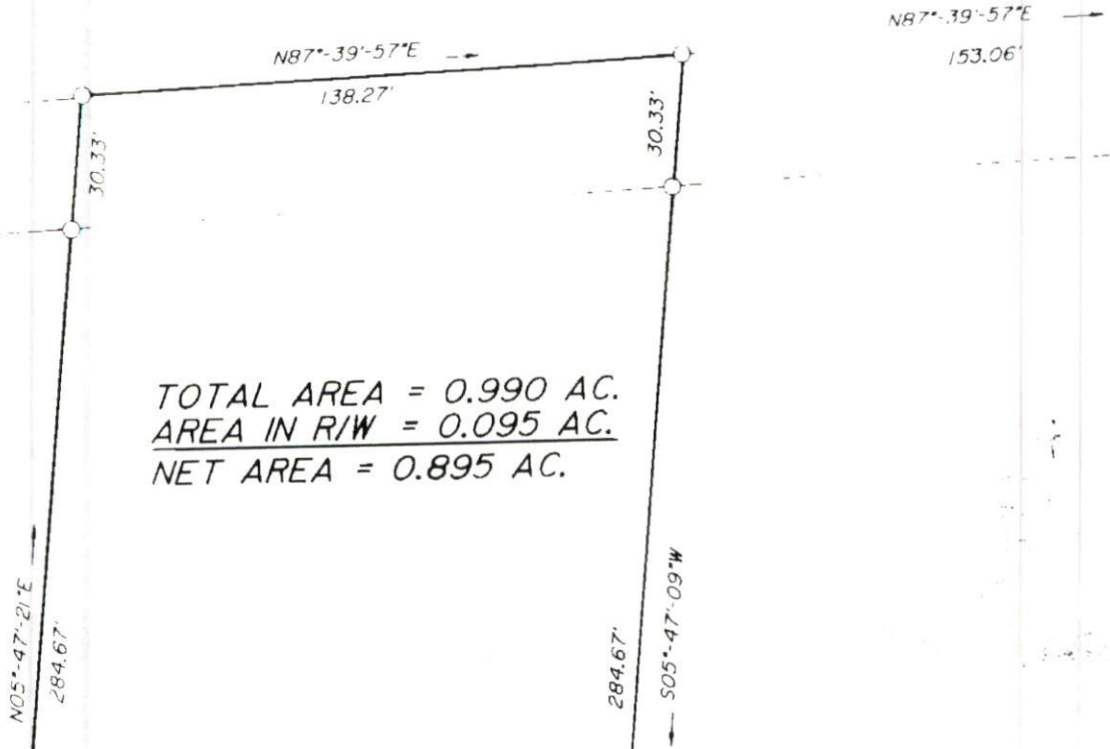 N87°-39'-57"E
153.06'
N87°-39'-57"E
138.27'
30.33'
30.33'
TOTAL AREA = 0.990 AC.
AREA IN R/W = 0.095 AC.
NET AREA = 0.895 AC.
N05°-47'-21"E
284.67'
284.67'
S05°-47'-09"W